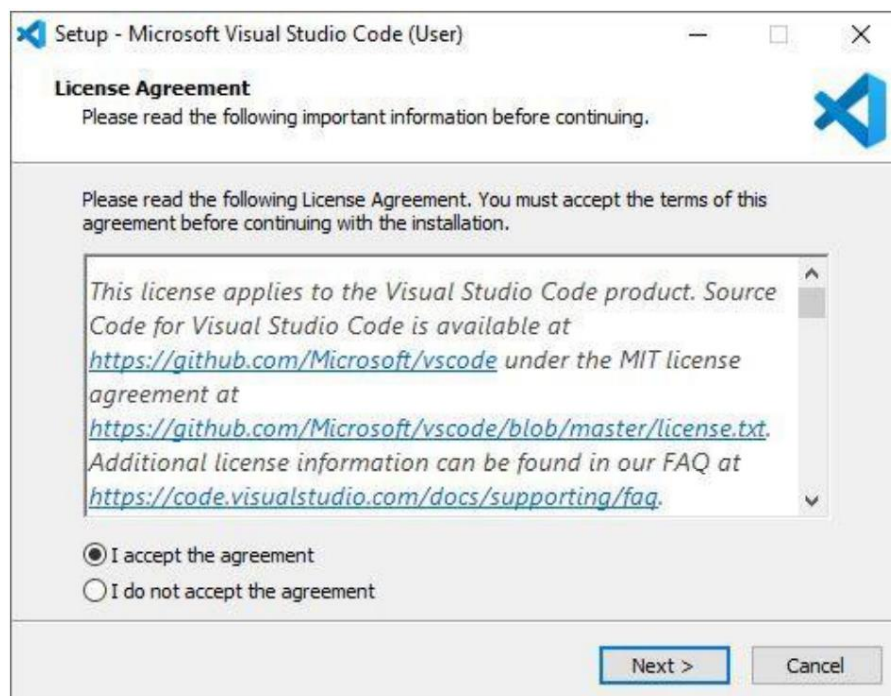 Setup - Microsoft Visual Studio Code (User)
License Agreement
Please read the following important information before continuing.
Please read the following License Agreement. You must accept the terms of this
agreement before continuing with the installation.
This license applies to the Visual Studio Code product. Source
Code for Visual Studio Code is available at
https://github.com/Microsoft/vscode under the MIT license
agreement at
https://github.com/Microsoft/vscode/blob/master/license.txt.
Additional license information can be found in our FAQ at
https://code.visualstudio.com/docs/supporting/faq.
I accept the agreement
I do not accept the agreement
Next >
Cancel